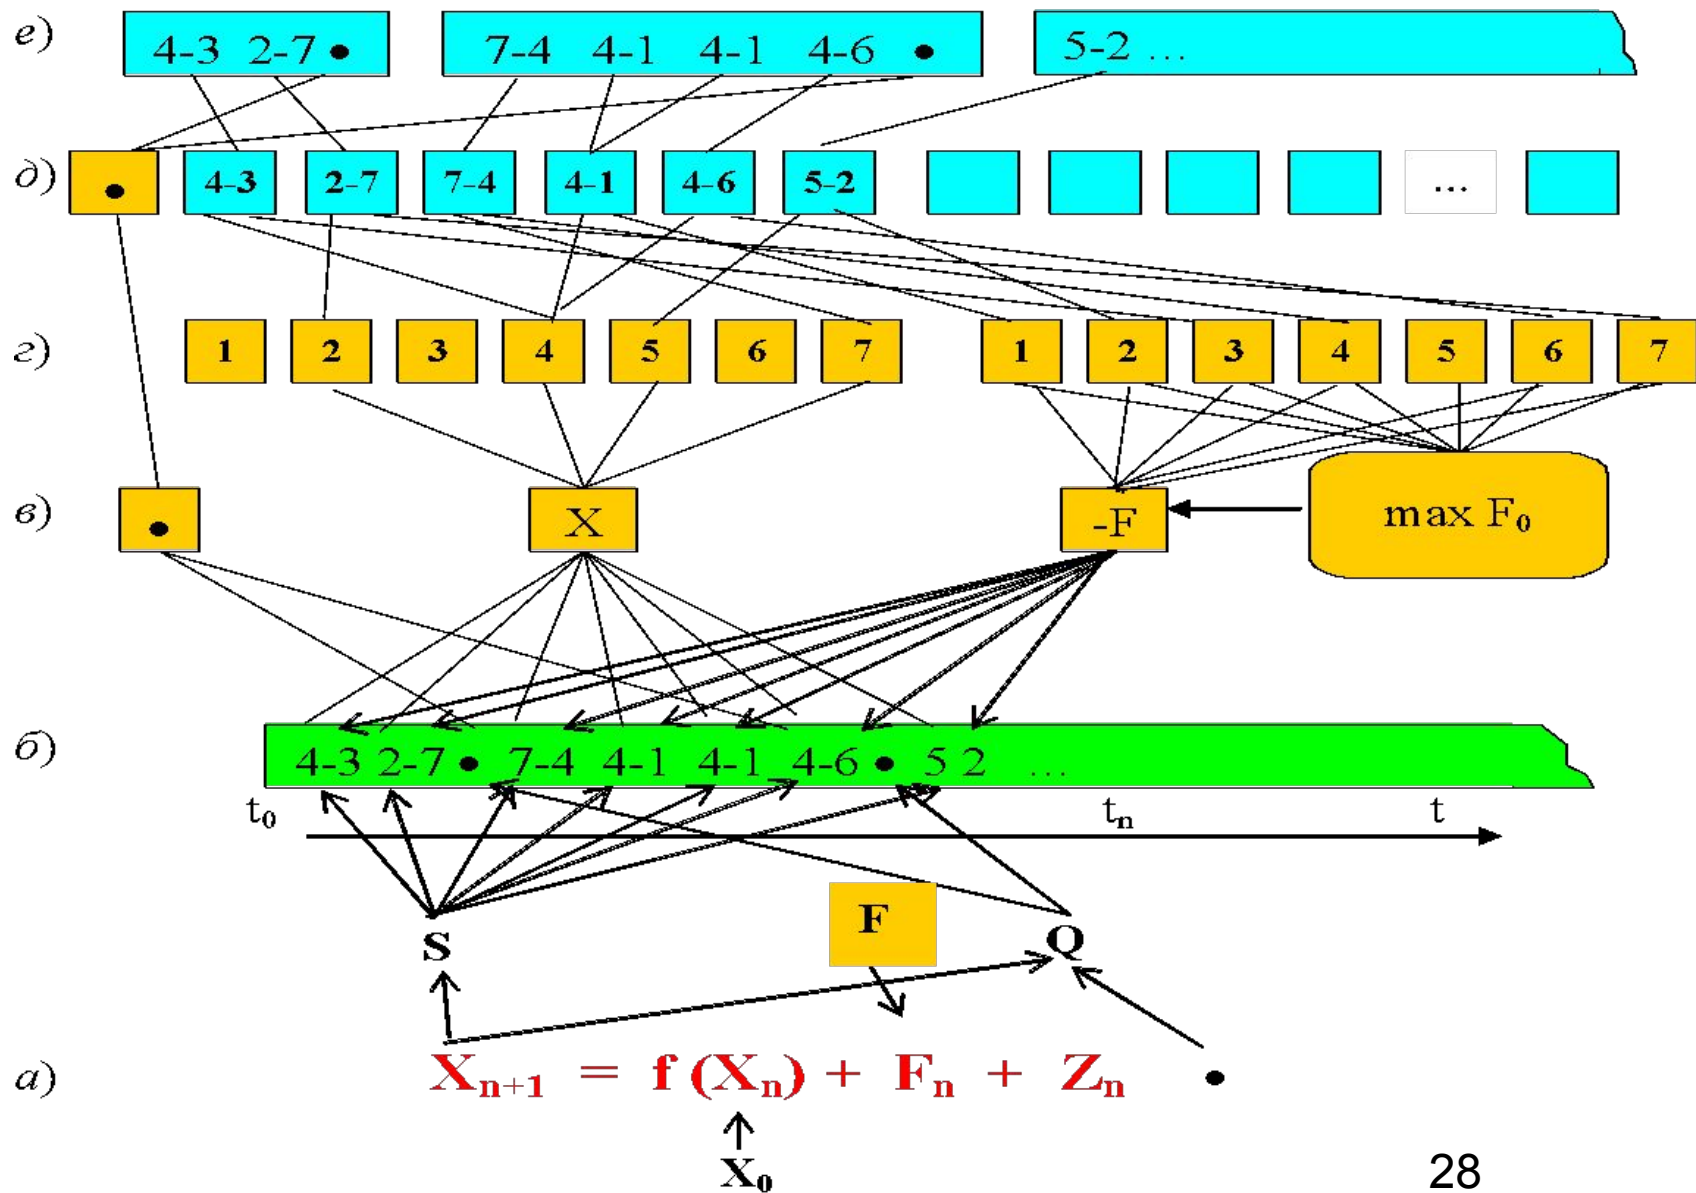 е) 4-3 2-7 • 7-4 4-1 4-1 4-6 • 5-2 ...
д) • 4-3 2-7 7-4 4-1 4-6 5-2 ...
г) 1 2 3 4 5 6 7 1 2 3 4 5 6 7
в) • X -F max F₀
б) 4-3 2-7 • 7-4 4-1 4-1 4-6 • 5 2 ...
t₀ tₙ t
F
S Q
а) Xₙ₊₁ = f (Xₙ) + Fₙ + Zₙ •
X₀
28